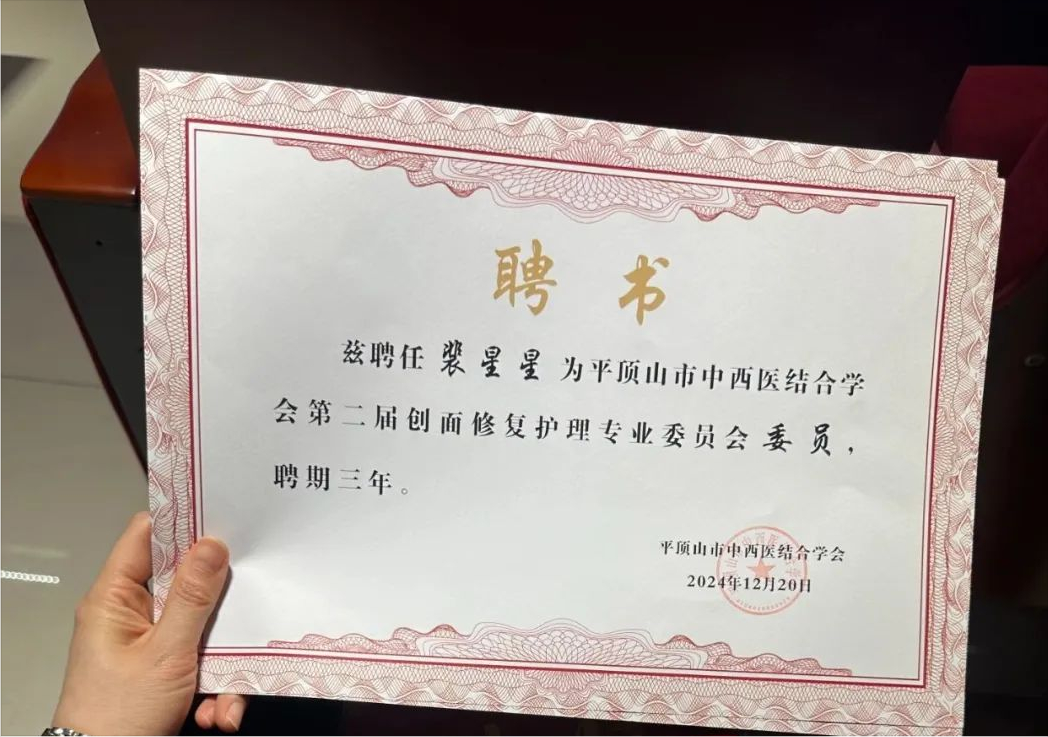 聘 书
兹聘任 裴星星 为平顶山市中西医结合学
会第二届创面修复护理专业委员会 委员，
聘期三年。
平顶山市中西医结合学会
2024年12月20日